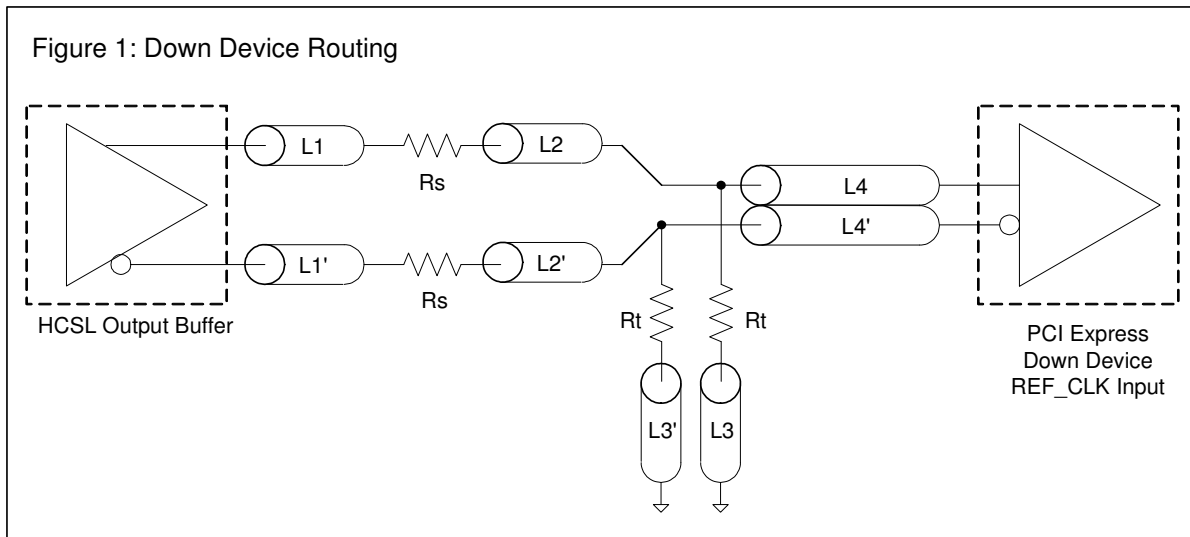 Figure 1: Down Device Routing
L1
Rs
L2
L4
L4'
L1'
Rs
L2'
HCSL Output Buffer
Rt
Rt
L3'
L3
PCI Express
Down Device
REF_CLK Input